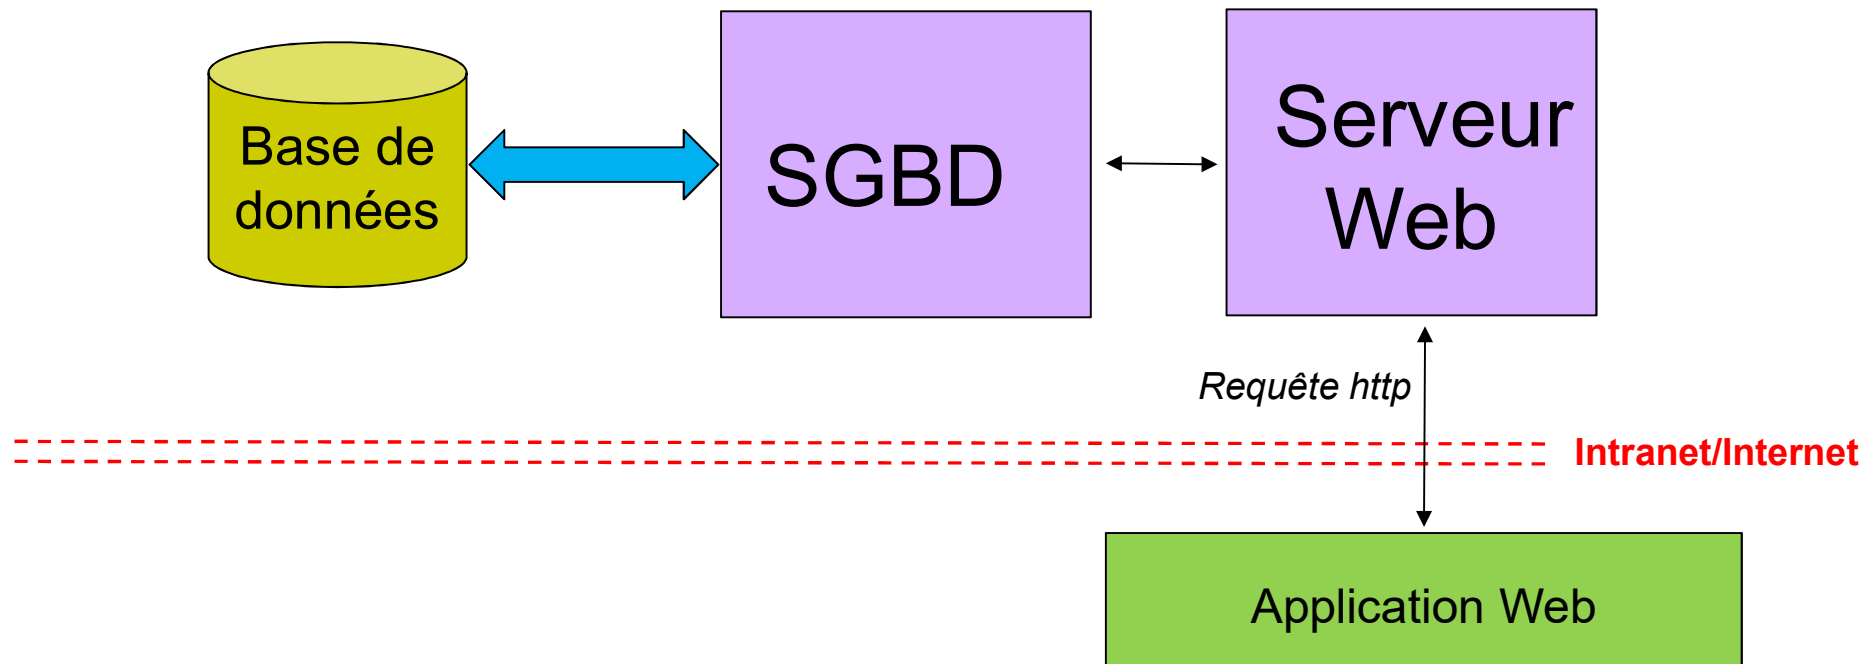 Base de
données
SGBD
Serveur
Web
Requête http
Intranet/Internet
Application Web